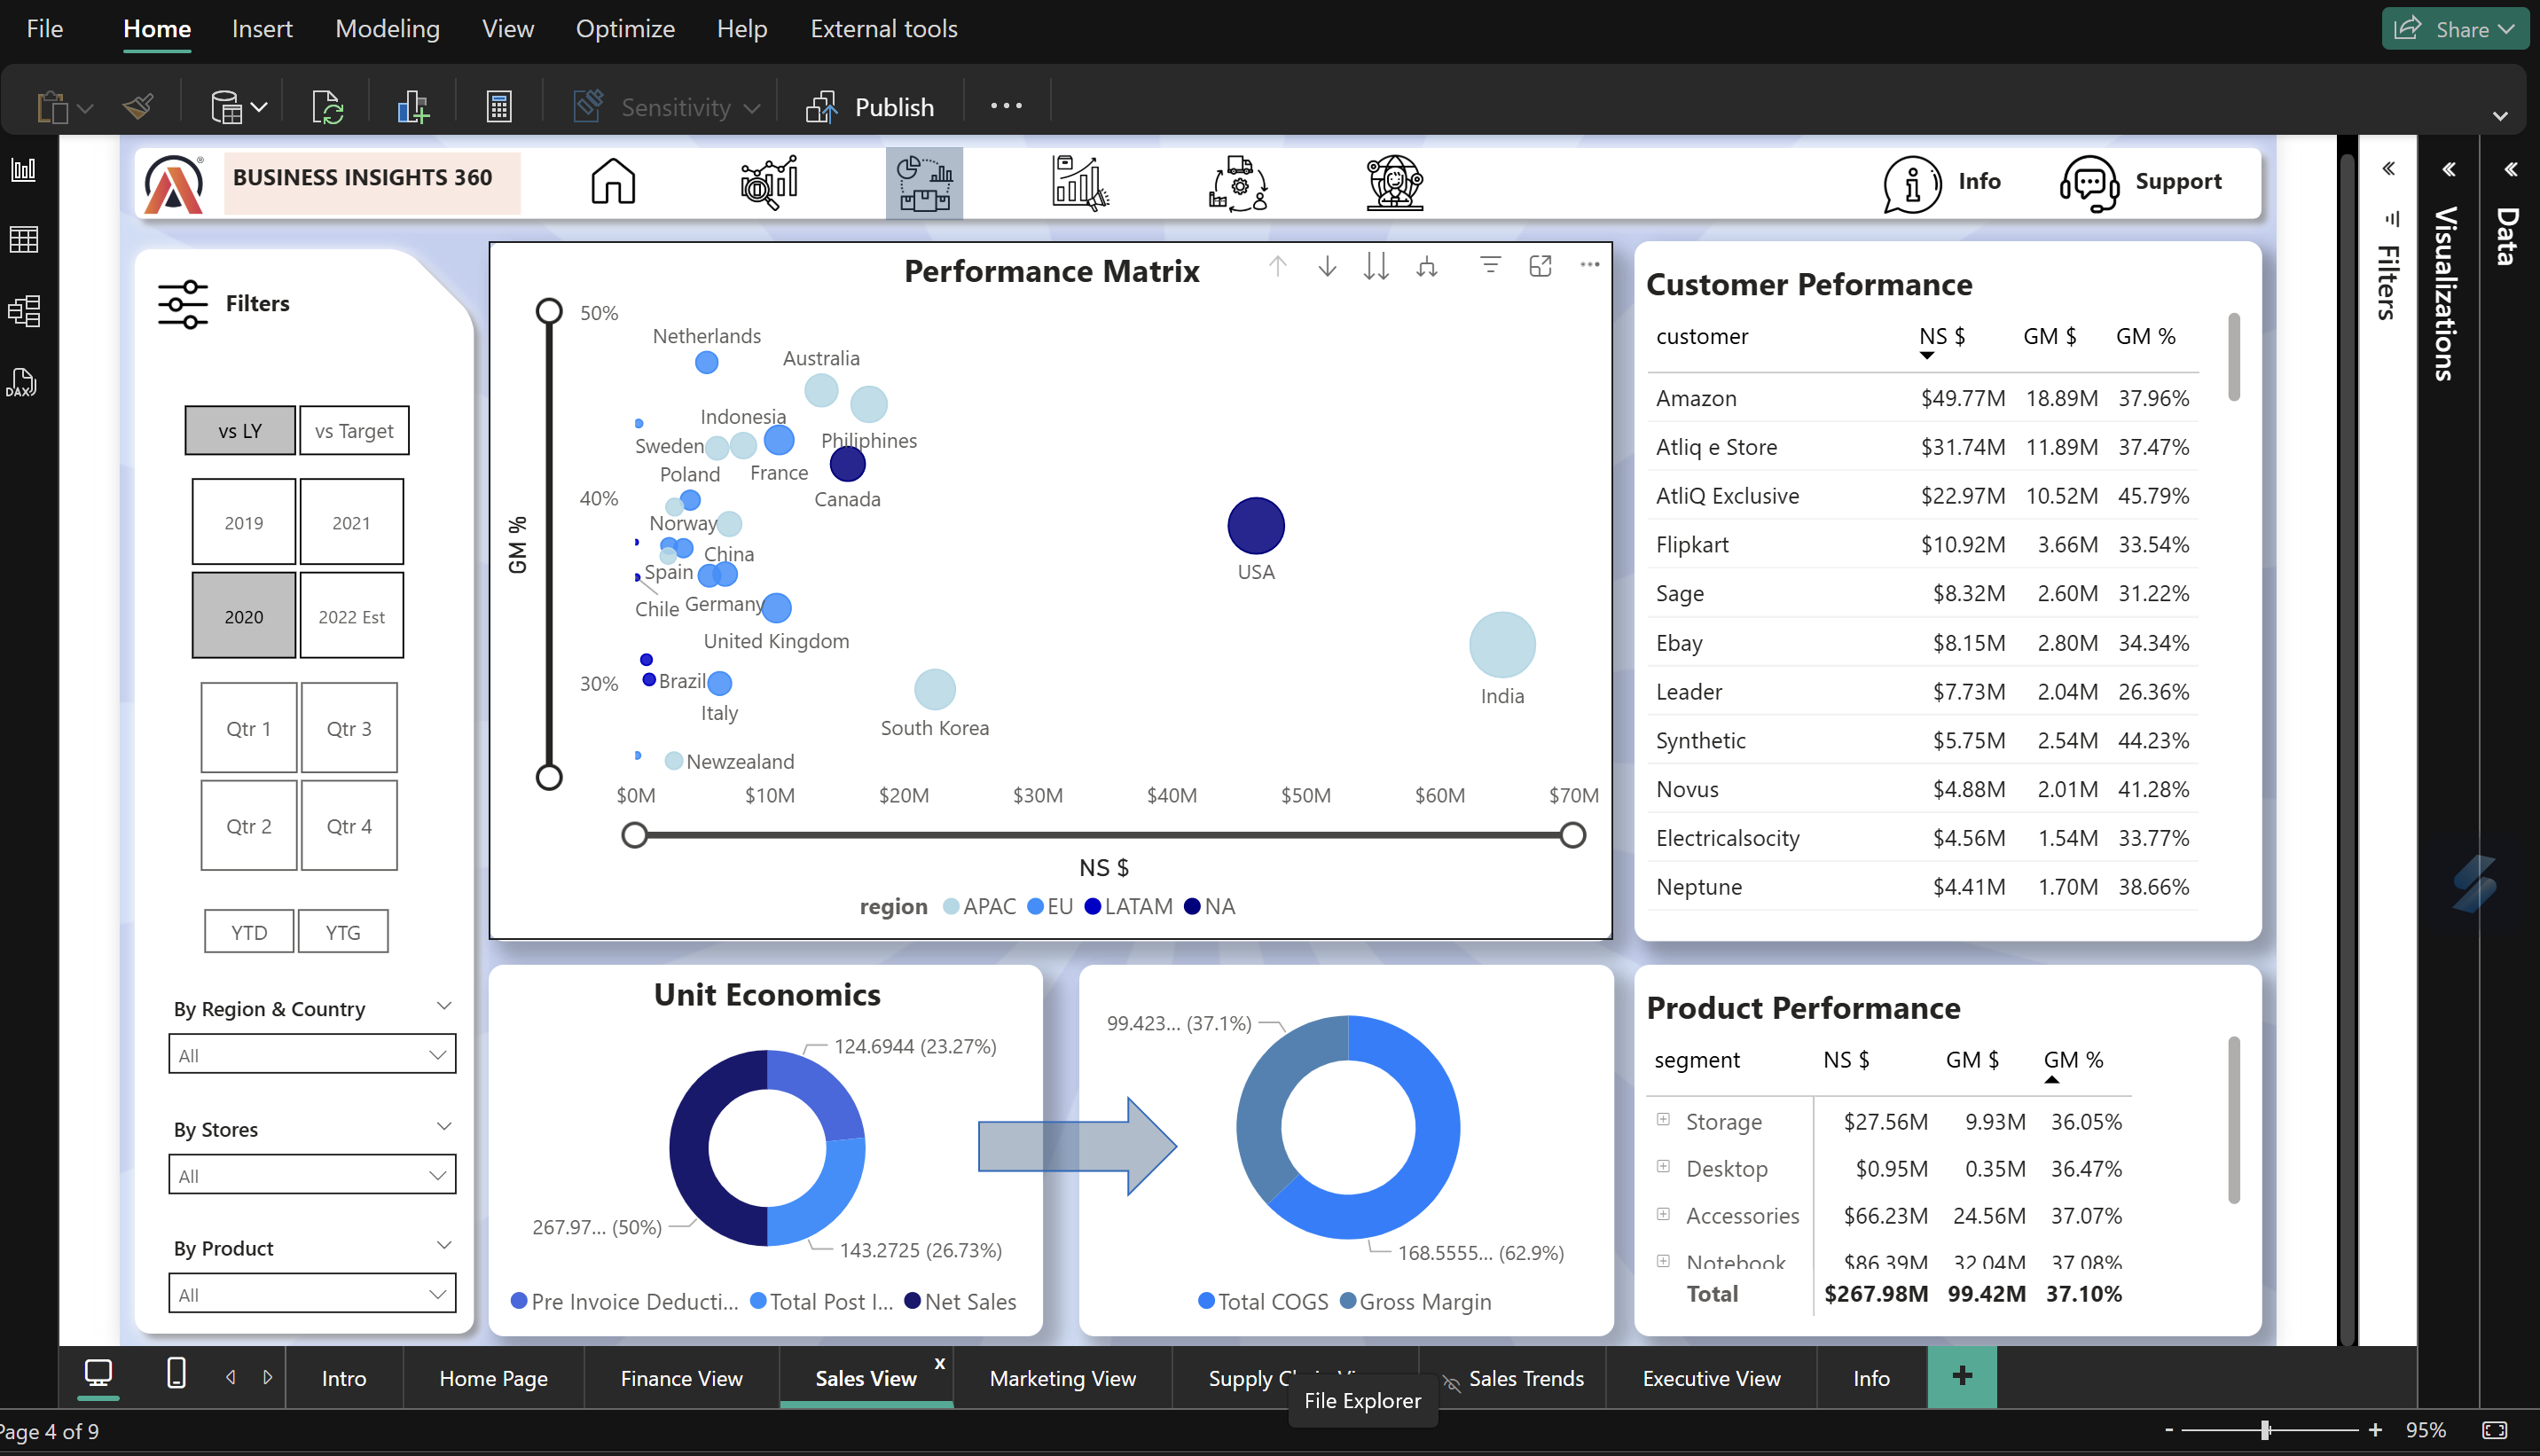 File Home Insert Modeling View Optimize Help External tools Share
Sensitivity Publish
BUSINESS INSIGHTS 360 Info Support
Filters
vs LY vs Target
2019 2021
2020 2022 Est
Qtr 1 Qtr 3
Qtr 2 Qtr 4
YTD YTG
By Region & Country
All
By Stores
All
By Product
All
Performance Matrix
50%
40%
30%
GM %
Netherlands
Australia
Indonesia
Philiphines
Sweden
Poland
France
Canada
Norway
China
Spain
Chile
Germany
United Kingdom
USA
Brazil
Italy
South Korea
India
Newzealand
$0M $10M $20M $30M $40M $50M $60M $70M
NS $
region APAC EU LATAM NA
Customer Peformance
customer NS $ GM $ GM %
Amazon $49.77M 18.89M 37.96%
Atliq e Store $31.74M 11.89M 37.47%
AtliQ Exclusive $22.97M 10.52M 45.79%
Flipkart $10.92M 3.66M 33.54%
Sage $8.32M 2.60M 31.22%
Ebay $8.15M 2.80M 34.34%
Leader $7.73M 2.04M 26.36%
Synthetic $5.75M 2.54M 44.23%
Novus $4.88M 2.01M 41.28%
Electricalsocity $4.56M 1.54M 33.77%
Neptune $4.41M 1.70M 38.66%
Unit Economics
124.6944 (23.27%)
267.97... (50%)
143.2725 (26.73%)
Pre Invoice Deducti... Total Post I... Net Sales
99.423... (37.1%)
168.5555... (62.9%)
Total COGS Gross Margin
Product Performance
segment NS $ GM $ GM %
Storage $27.56M 9.93M 36.05%
Desktop $0.95M 0.35M 36.47%
Accessories $66.23M 24.56M 37.07%
Notebook $86.39M 32.04M 37.08%
Total $267.98M 99.42M 37.10%
Filters
Visualizations
Data
DAX
Intro Home Page Finance View Sales View x Marketing View Supply Sales Trends Executive View Info +
File Explorer
Page 4 of 9
- + 95%